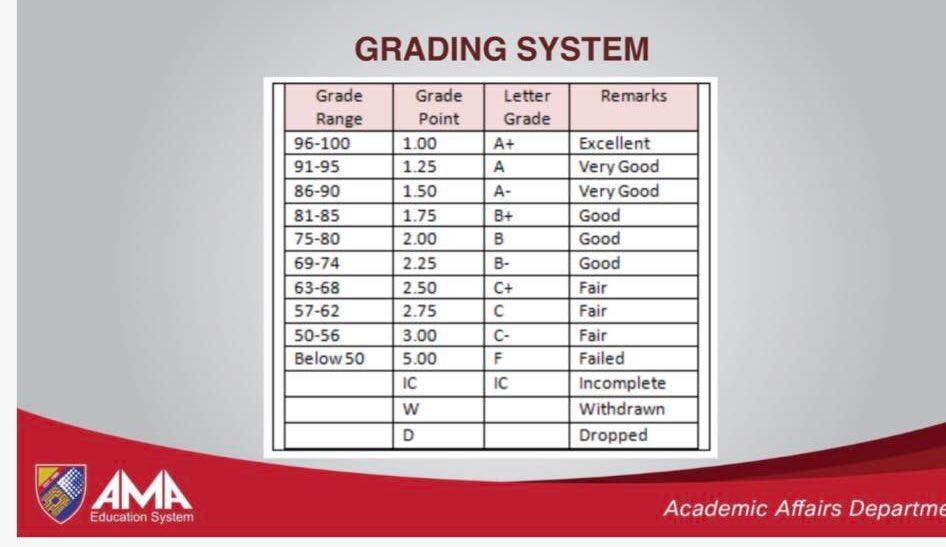 GRADING SYSTEM
Grade Range Grade Point Letter Grade Remarks
96-100 1.00 A+ Excellent
91-95 1.25 A Very Good
86-90 1.50 A- Very Good
81-85 1.75 B+ Good
75-80 2.00 B Good
69-74 2.25 B- Good
63-68 2.50 C+ Fair
57-62 2.75 C Fair
50-56 3.00 C- Fair
Below 50 5.00 F Failed
IC IC Incomplete
W Withdrawn
D Dropped
AMA
Education System
Academic Affairs Departme